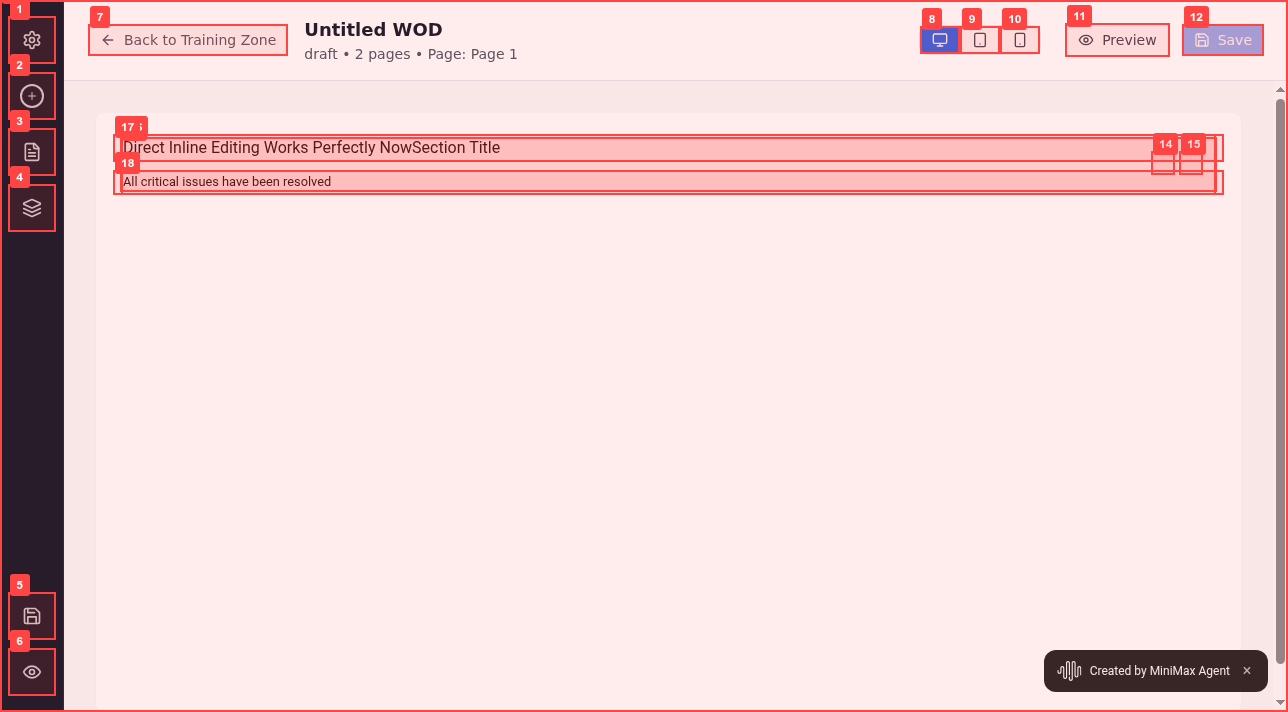 1
2
3
4
5
6
7
Back to Training Zone
Untitled WOD
draft • 2 pages • Page: Page 1
8
9
10
11
Preview
12
Save
17
Direct Inline Editing Works Perfectly NowSection Title
14
15
18
All critical issues have been resolved
Created by MiniMax Agent ×